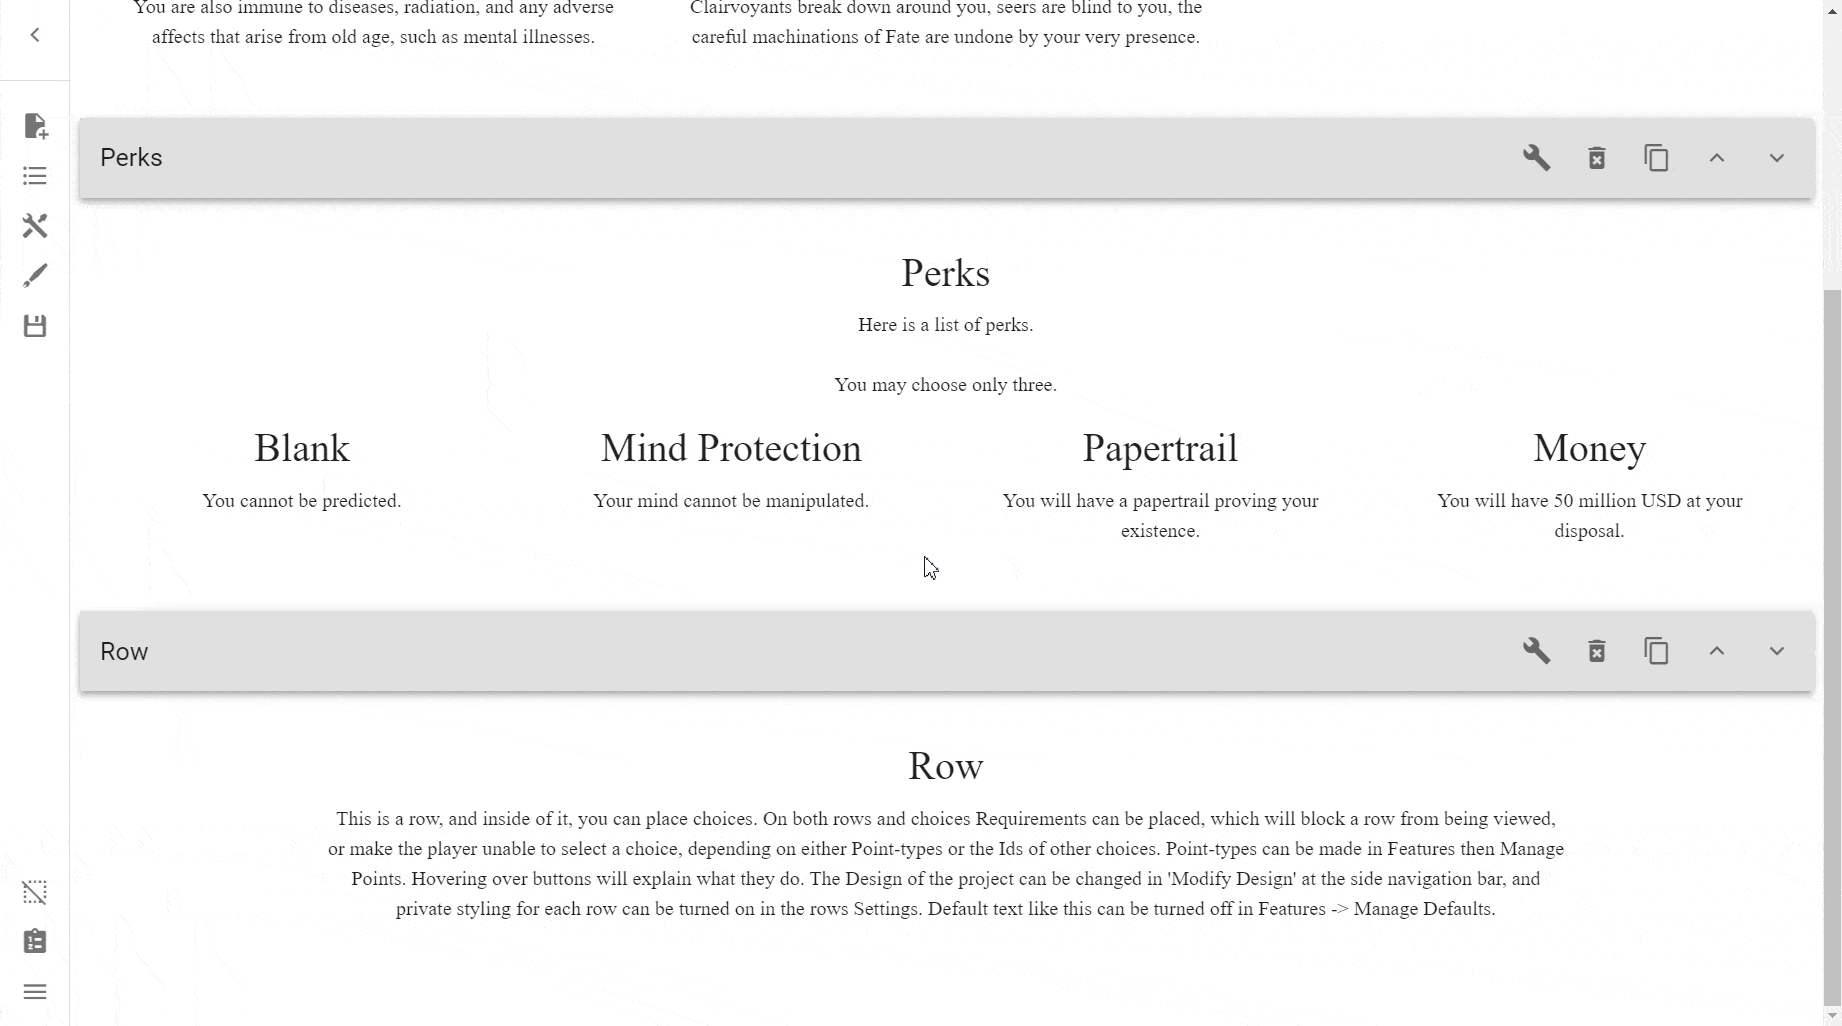 You are also immune to diseases, radiation, and any adverse
affects that arise from old age, such as mental illnesses.
Clairvoyants break down around you, seers are blind to you, the
careful machinations of Fate are undone by your very presence.
Perks
Perks
Here is a list of perks.
You may choose only three.
Blank
You cannot be predicted.
Mind Protection
Your mind cannot be manipulated.
Papertrail
You will have a papertrail proving your
existence.
Money
You will have 50 million USD at your
disposal.
Row
Row
This is a row, and inside of it, you can place choices. On both rows and choices Requirements can be placed, which will block a row from being viewed,
or make the player unable to select a choice, depending on either Point-types or the Ids of other choices. Point-types can be made in Features then Manage
Points. Hovering over buttons will explain what they do. The Design of the project can be changed in 'Modify Design' at the side navigation bar, and
private styling for each row can be turned on in the rows Settings. Default text like this can be turned off in Features -> Manage Defaults.